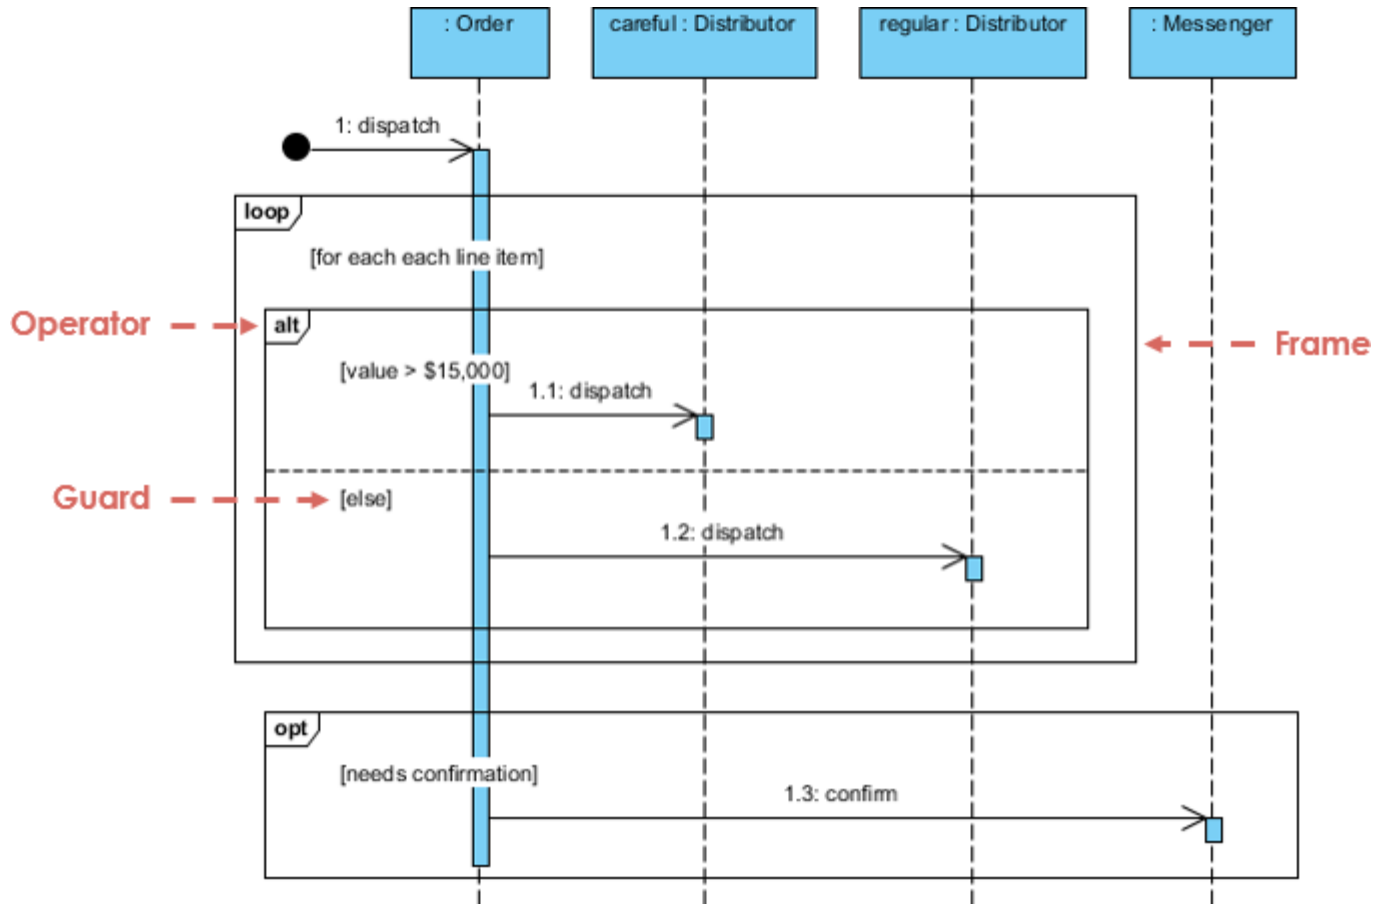 : Order
careful : Distributor
regular : Distributor
: Messenger
1: dispatch
loop
[for each each line item]
Operator
alt
Frame
[value > $15,000]
1.1: dispatch
Guard
[else]
1.2: dispatch
opt
[needs confirmation]
1.3: confirm